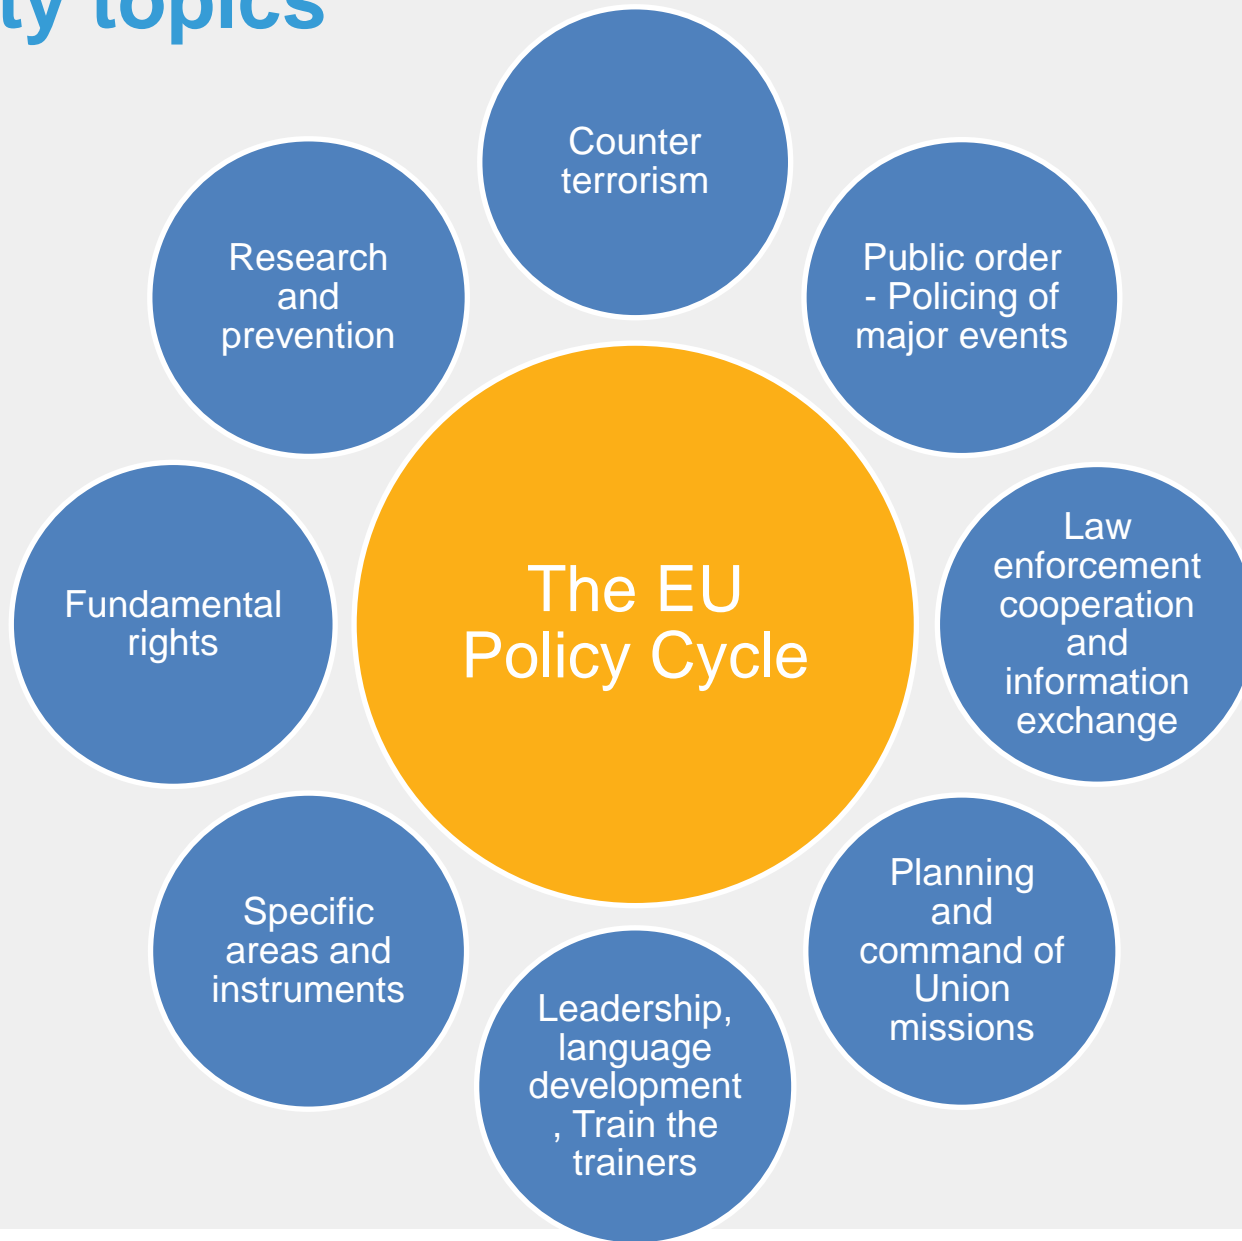 ty topics
Counter
terrorism
Public order
- Policing of
major events
Law
enforcement
cooperation
and
information
exchange
Planning
and
command of
Union
missions
Leadership,
language
development
, Train the
trainers
Specific
areas and
instruments
Fundamental
rights
Research
and
prevention
The EU
Policy Cycle